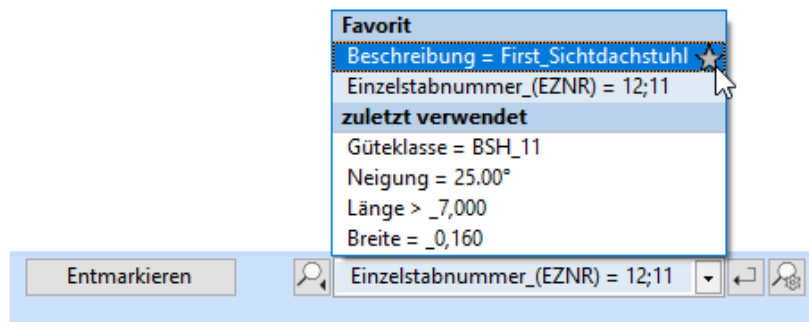 Favorit
Beschreibung = First_Sichtdachstuhl
Einzelstabnummer_(EZNR) = 12;11
zuletzt verwendet
Güteklasse = BSH_11
Neigung = 25.00°
Länge > _7,000
Breite = _0,160
Entmarkieren Einzelstabnummer_(EZNR) = 12;11